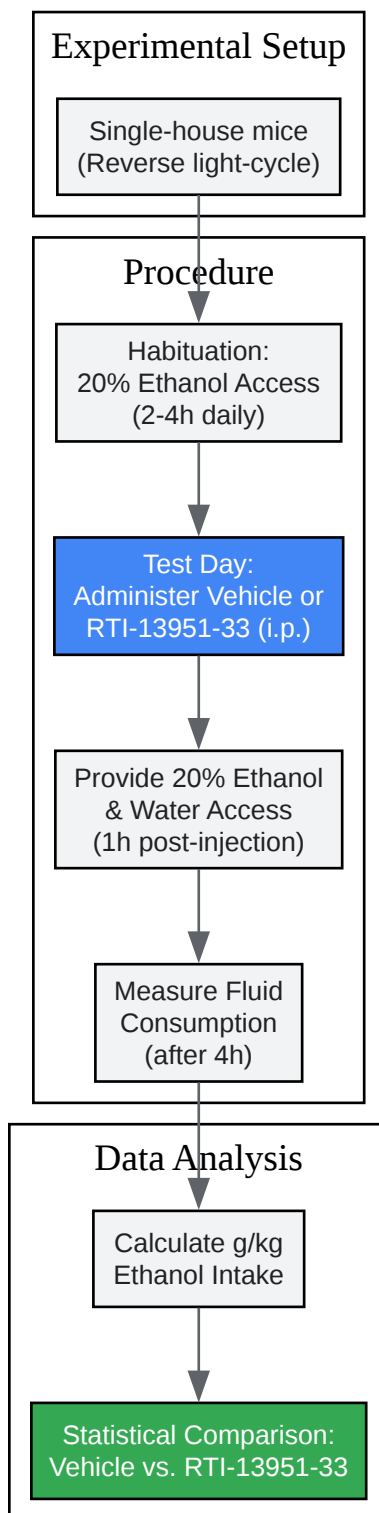 Experimental Setup
Single-house mice
(Reverse light-cycle)
Procedure
Habituation:
20% Ethanol Access
(2-4h daily)
Test Day:
Administer Vehicle or
RTI-13951-33 (i.p.)
Provide 20% Ethanol
& Water Access
(1h post-injection)
Measure Fluid
Consumption
(after 4h)
Data Analysis
Calculate g/kg
Ethanol Intake
Statistical Comparison:
Vehicle vs. RTI-13951-33